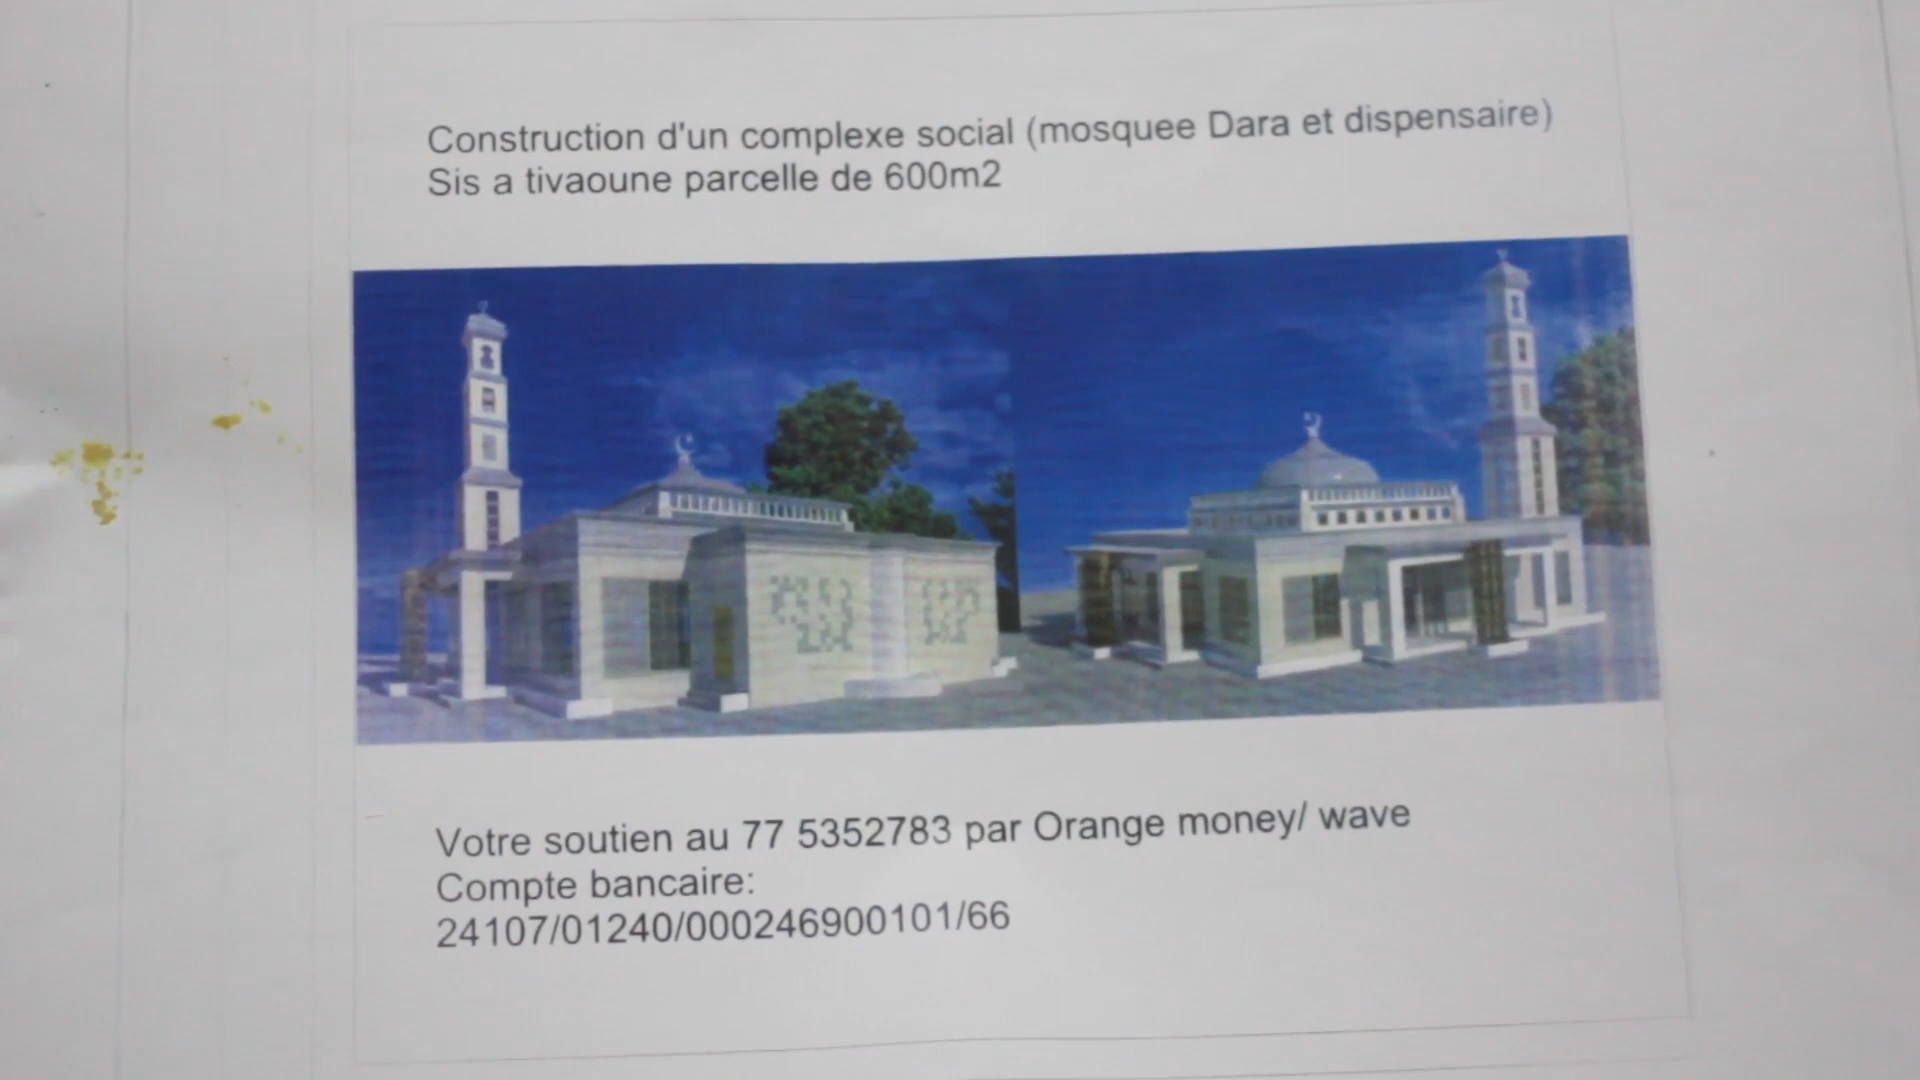 Construction d'un complexe social (mosquee Dara et dispensaire)
Sis a tivaoune parcelle de 600m2
Votre soutien au 77 5352783 par Orange money/ wave
Compte bancaire:
24107/01240/000246900101/66